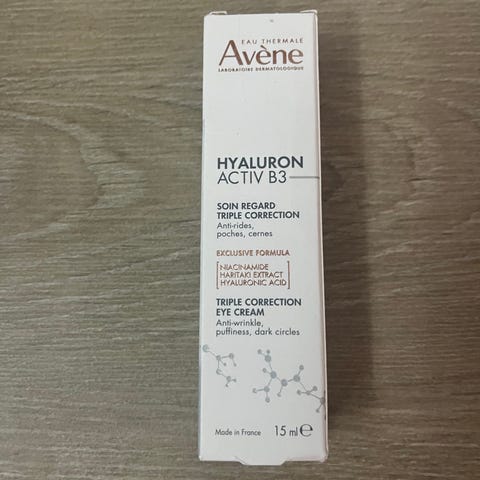 EAU THERMALE
Avène
LABORATOIRE DERMATOLOGIQUE
HYALURON
ACTIV B3
SOIN REGARD
TRIPLE CORRECTION
Anti-rides,
poches, cernes
EXCLUSIVE FORMULA
NIACINAMIDE
HARITAKI EXTRACT
HYALURONIC ACID
TRIPLE CORRECTION
EYE CREAM
Anti-wrinkle,
puffiness, dark circles
Made in France 15 ml ℮